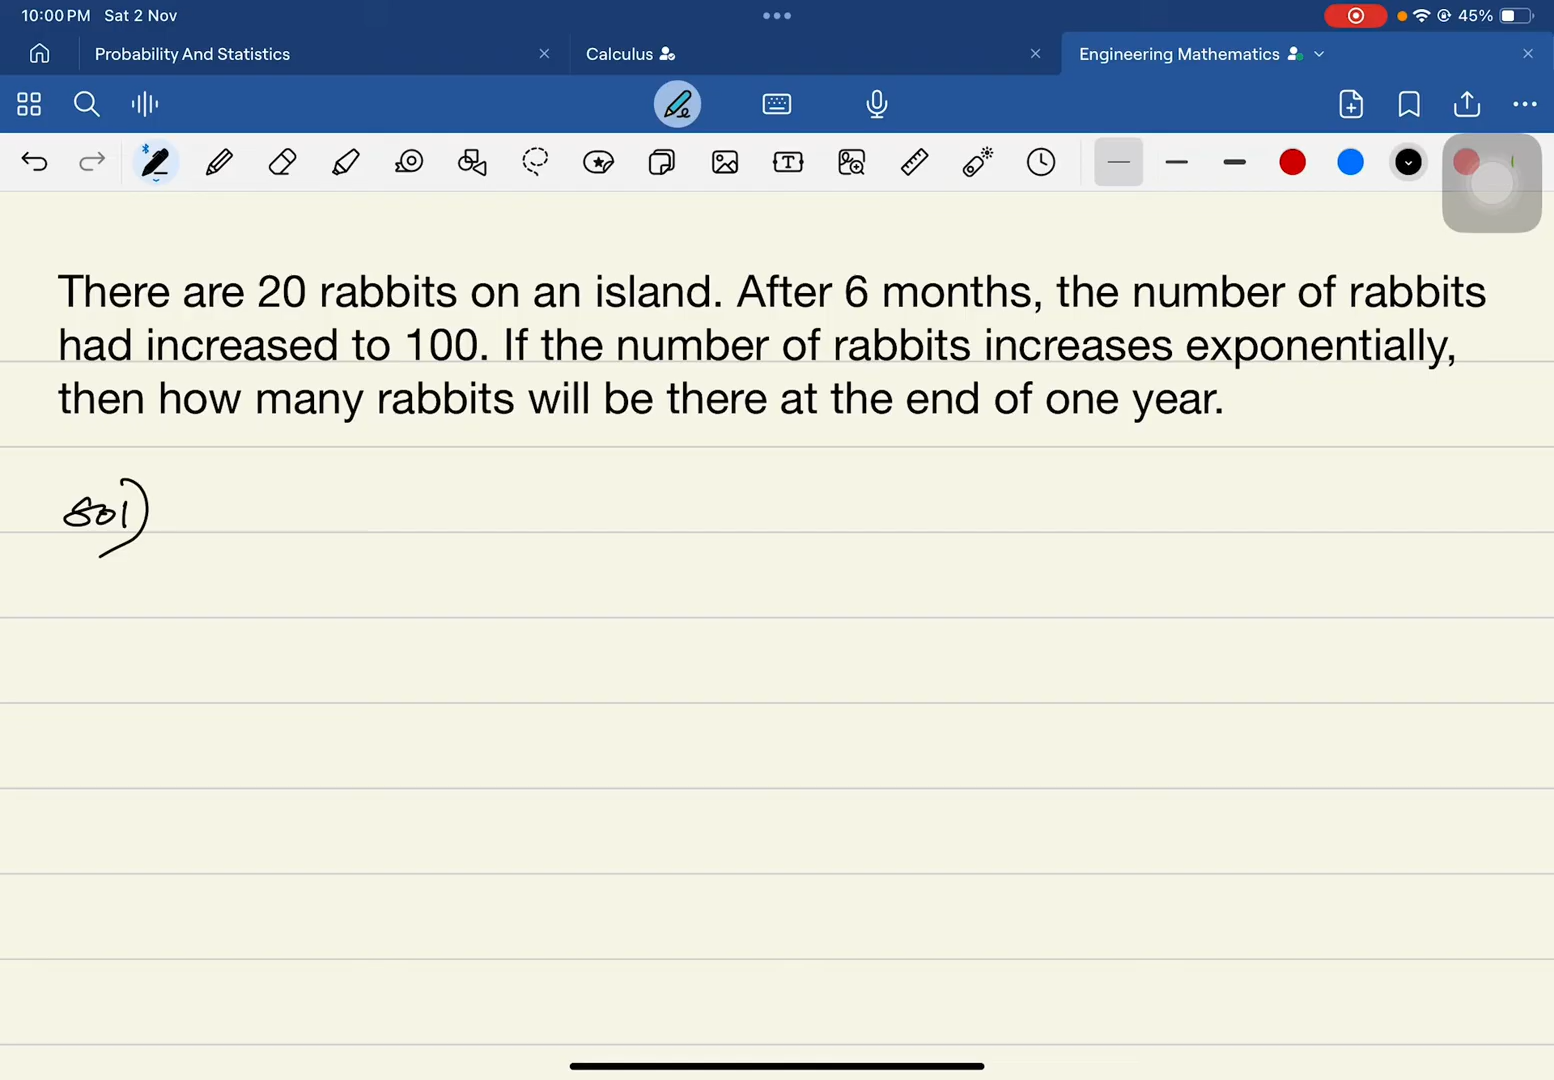 10:00 PM Sat 2 Nov
45%
Probability And Statistics
Calculus
Engineering Mathematics
There are 20 rabbits on an island. After 6 months, the number of rabbits
had increased to 100. If the number of rabbits increases exponentially,
then how many rabbits will be there at the end of one year.
Sol)